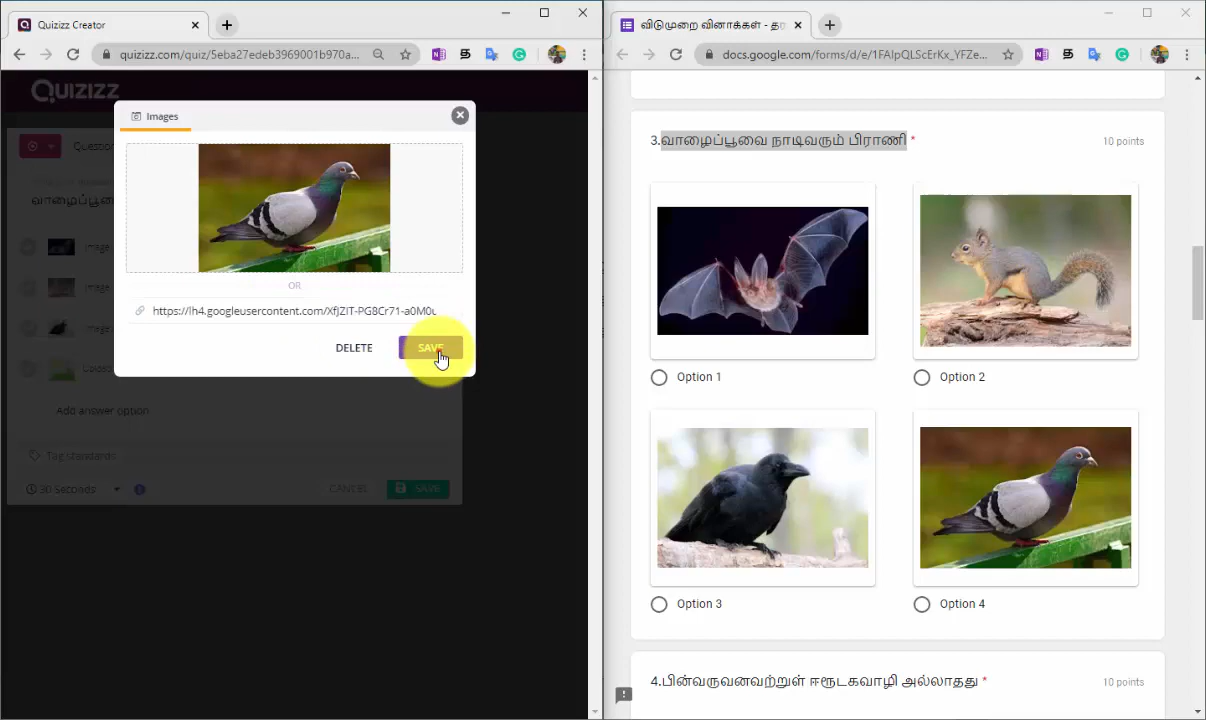 Quizizz Creator
quizizz.com/quiz/5eba27edeb3969001b970a...
QUIZIZZ
Images
Question
OR
https://lh4.googleusercontent.com/XfJZIT-PG8Cr71-a0M0c
DELETE
SAVE
Add answer option
Tag standards
30 Seconds
CANCEL
SAVE
விடுமுறை வினாக்கள் - த
docs.google.com/forms/d/e/1FAIpQLScErKx_YFZe...
3.வாழைப்பூவை நாடிவரும் பிராணி *
10 points
Option 1
Option 2
Option 3
Option 4
4.பின்வருவனவற்றுள் ஈரூடகவாழி அல்லாதது *
10 points